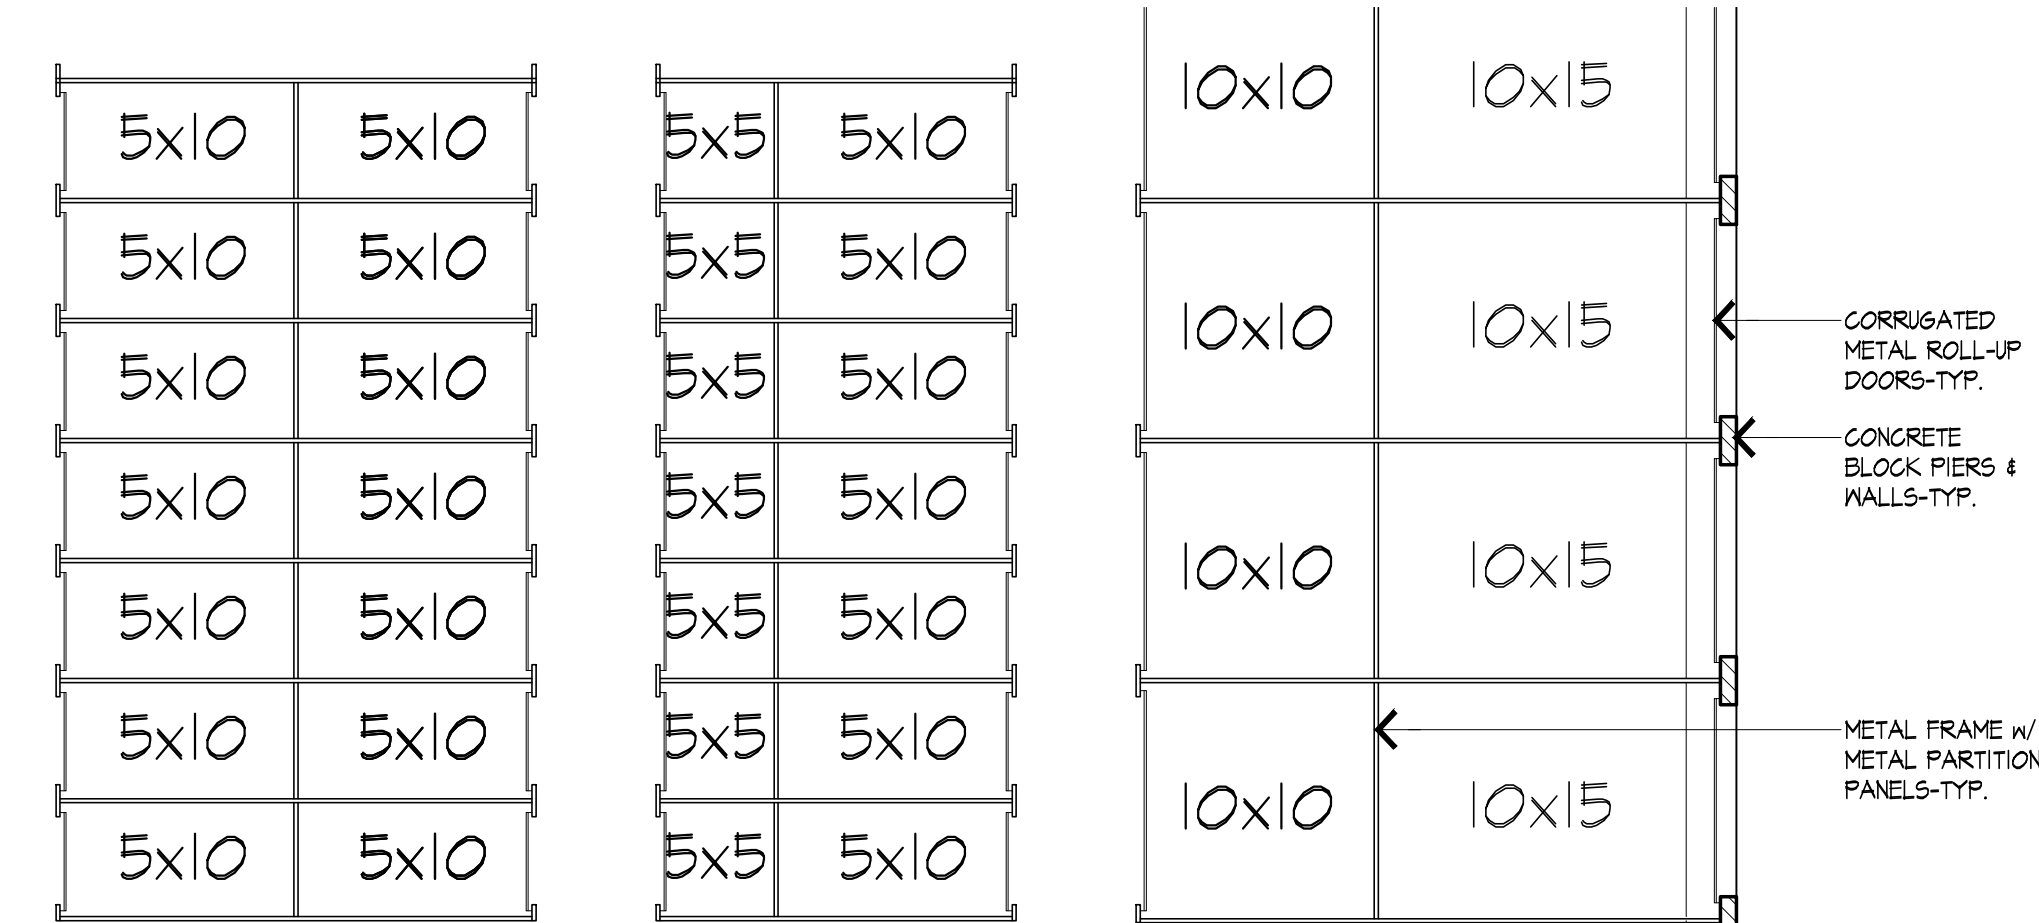 5x10 5x10 5x5 5x10 10x10 10x15
5x10 5x10 5x5 5x10
10x10 10x15
CORRUGATED
METAL ROLL-UP
DOORS-TYP.
5x10 5x10 5x5 5x10
CONCRETE
BLOCK PIERS &
WALLS-TYP.
5x10 5x10 5x5 5x10
10x10 10x15
5x10 5x10 5x5 5x10
5x10 5x10 5x5 5x10
METAL FRAME w/
METAL PARTITION
PANELS-TYP.
10x10 10x15
5x10 5x10 5x5 5x10